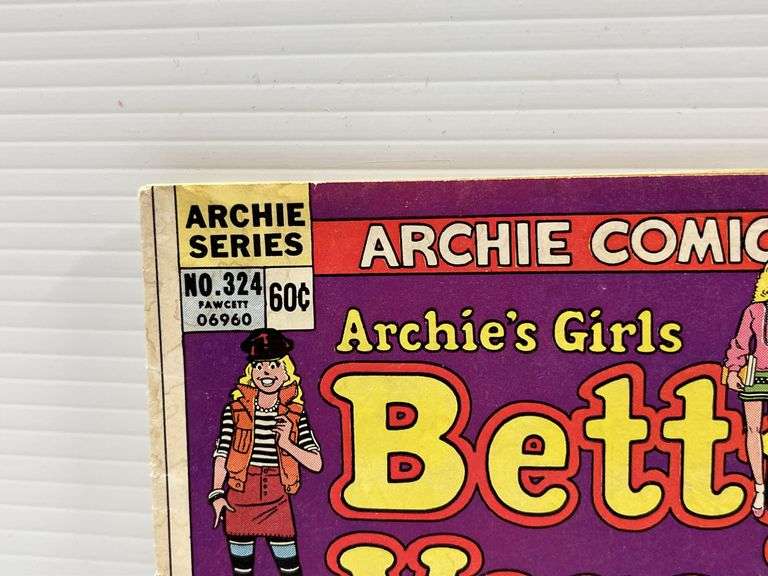 ARCHIE
SERIES
NO.324
FAWCETT
06960
60¢
ARCHIE COMIC
Archie's Girls
Bett